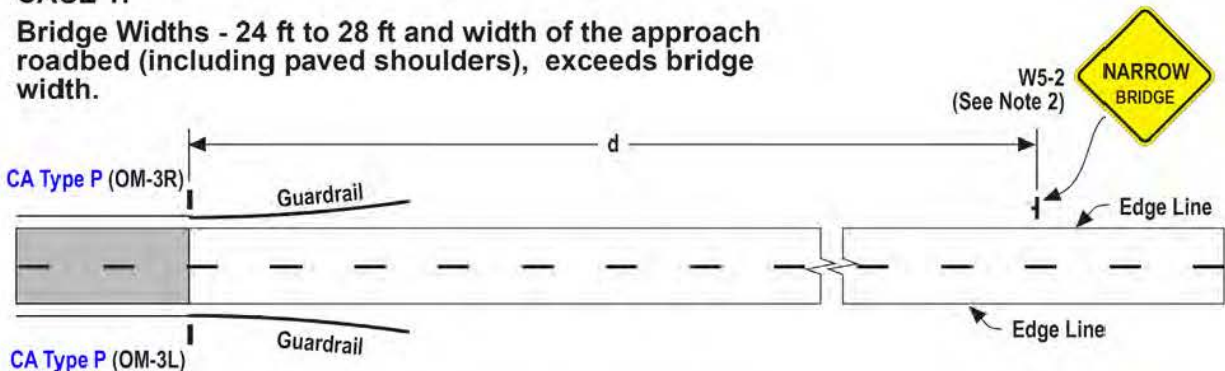 Bridge Widths - 24 ft to 28 ft and width of the approach
roadbed (including paved shoulders), exceeds bridge
width.
W5-2
(See Note 2)
NARROW
BRIDGE
d
CA Type P (OM-3R)
Guardrail
Edge Line
Edge Line
Guardrail
CA Type P (OM-3L)